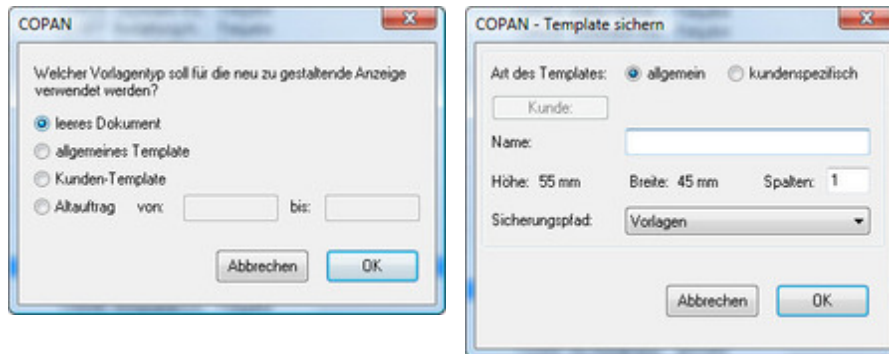 COPAN
Welcher Vorlagentyp soll für die neu zu gestaltende Anzeige
verwendet werden?
leeres Dokument
allgemeines Template
Kunden-Template
Altauftrag von: bis:
Abbrechen OK
COPAN - Template sichern
Art des Templates: allgemein kundenspezifisch
Kunde:
Name:
Höhe: 55 mm Breite: 45 mm Spalten: 1
Sicherungspfad: Vorlagen
Abbrechen OK